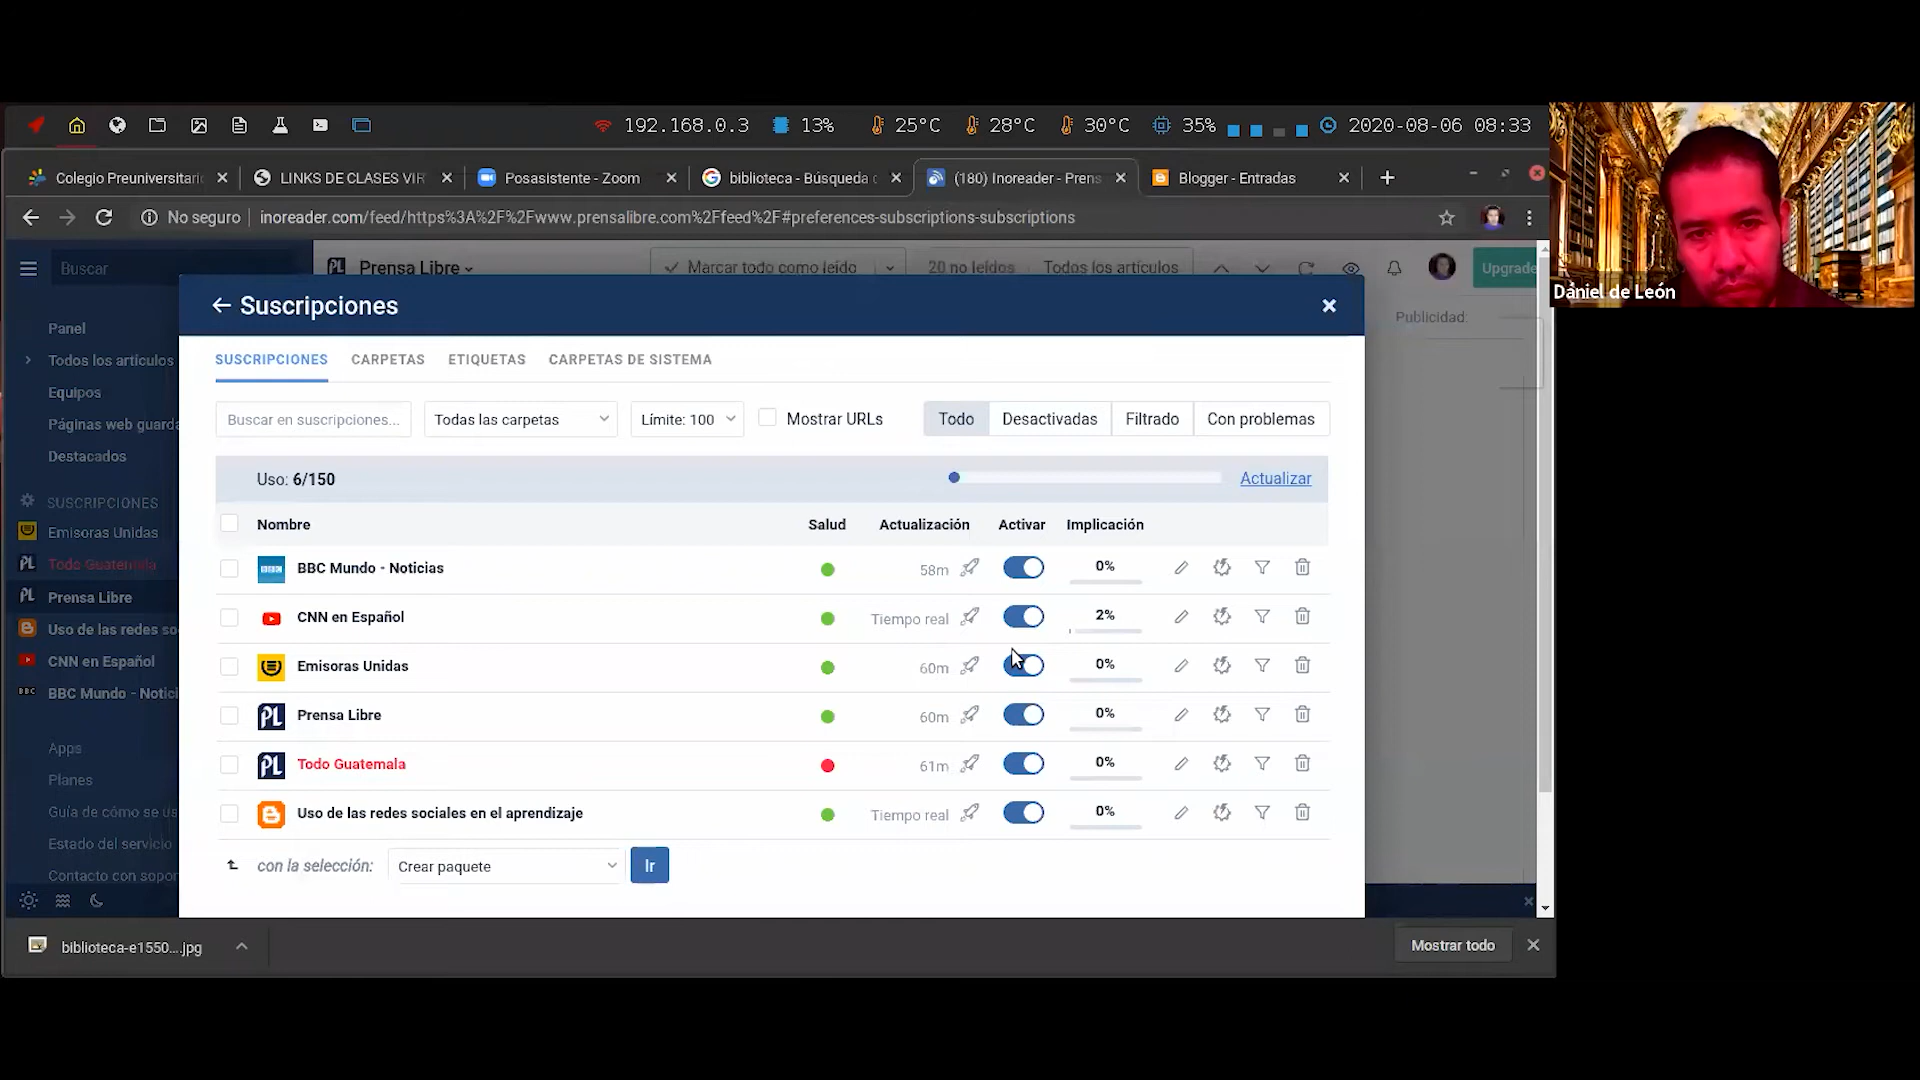 192.168.0.3 13% 25°C 28°C 30°C 35% 2020-08-06 08:33
Colegio Preuniversitari LINKS DE CLASES VIR Posasistente - Zoom biblioteca - Búsqueda (180) Inoreader - Prens Blogger - Entradas
No seguro inoreader.com/feed/https%3A%2F%2Fwww.prensalibre.com%2Ffeed%2F#preferences-subscriptions-subscriptions
Dániel de León
Buscar Prensa Libre Marcar todo como leído 20 no leídos Todos los artículos Upgrade
Publicidad:
Suscripciones
SUSCRIPCIONES CARPETAS ETIQUETAS CARPETAS DE SISTEMA
Buscar en suscripciones... Todas las carpetas Límite: 100 Mostrar URLs Todo Desactivadas Filtrado Con problemas
Uso: 6/150 Actualizar
Nombre Salud Actualización Activar Implicación
BBC Mundo - Noticias 58m 0%
CNN en Español Tiempo real 2%
Emisoras Unidas 60m 0%
PL Prensa Libre 60m 0%
PL Todo Guatemala 61m 0%
Uso de las redes sociales en el aprendizaje Tiempo real 0%
con la selección: Crear paquete Ir
Panel
Todos los artículos
Equipos
Páginas web guarda
Destacados
SUSCRIPCIONES
Emisoras Unidas
PL Todo Guatemala
PL Prensa Libre
Uso de las redes so
CNN en Español
BBC BBC Mundo - Notici
Apps
Planes
Guía de cómo se us
Estado del servicio
Contacto con sopor
biblioteca-e1550....jpg Mostrar todo